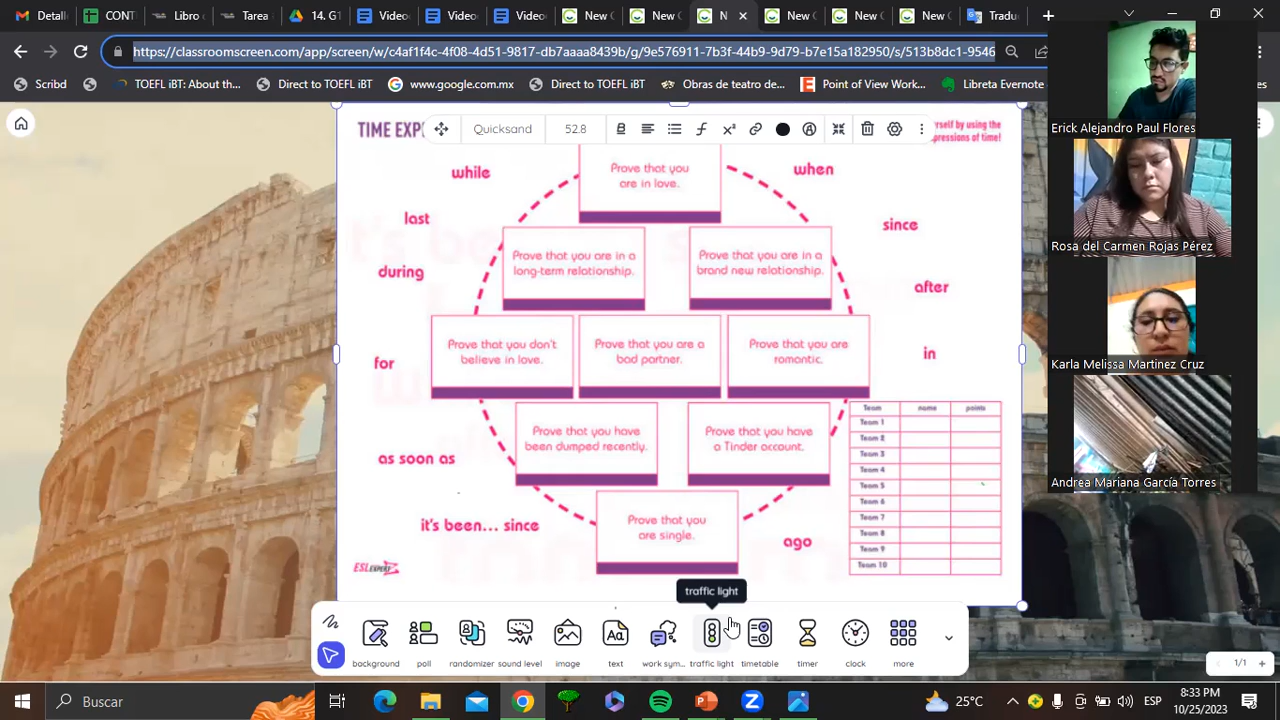 Detall
CONT
Libro c
Tarea
14. G1
Video
Video
Video
New C
New C
N
New C
New C
New C
Tradu
https://classroomscreen.com/app/screen/w/c4af1f4c-4f08-4d51-9817-db7aaaa8439b/g/9e576911-7b3f-44b9-9d79-b7e15a182950/s/513b8dc1-9546
Scribd
TOEFL iBT: About th...
Direct to TOEFL iBT
www.google.com.mx
Direct to TOEFL iBT
Obras de teatro de...
Point of View Work...
Libreta Evernote
TIME EXP
Quicksand
52.8
rself by using the
xpressions of time!
while
when
last
since
during
after
for
in
as soon as
it's been... since
ago
Prove that you
are in love.
Prove that you are in a
long-term relationship.
Prove that you are in a
brand new relationship.
Prove that you don't
believe in love.
Prove that you are a
bad partner.
Prove that you are
romantic.
Prove that you have
been dumped recently.
Prove that you have
a Tinder account.
Prove that you
are single.
Team name points
Team 1
Team 2
Team 3
Team 4
Team 5
Team 6
Team 7
Team 8
Team 9
Team 10
ESL EXPERT
traffic light
background
poll
randomizer
sound level
image
Aa
text
work sym...
traffic light
timetable
timer
clock
more
1/1
Erick Alejandro Paul Flores
Rosa del Carmen Rojas Pérez
Karla Melissa Martinez Cruz
Andrea Mariana García Torres
Buscar
25°C
ESP
8:33 PM
10/25/2023